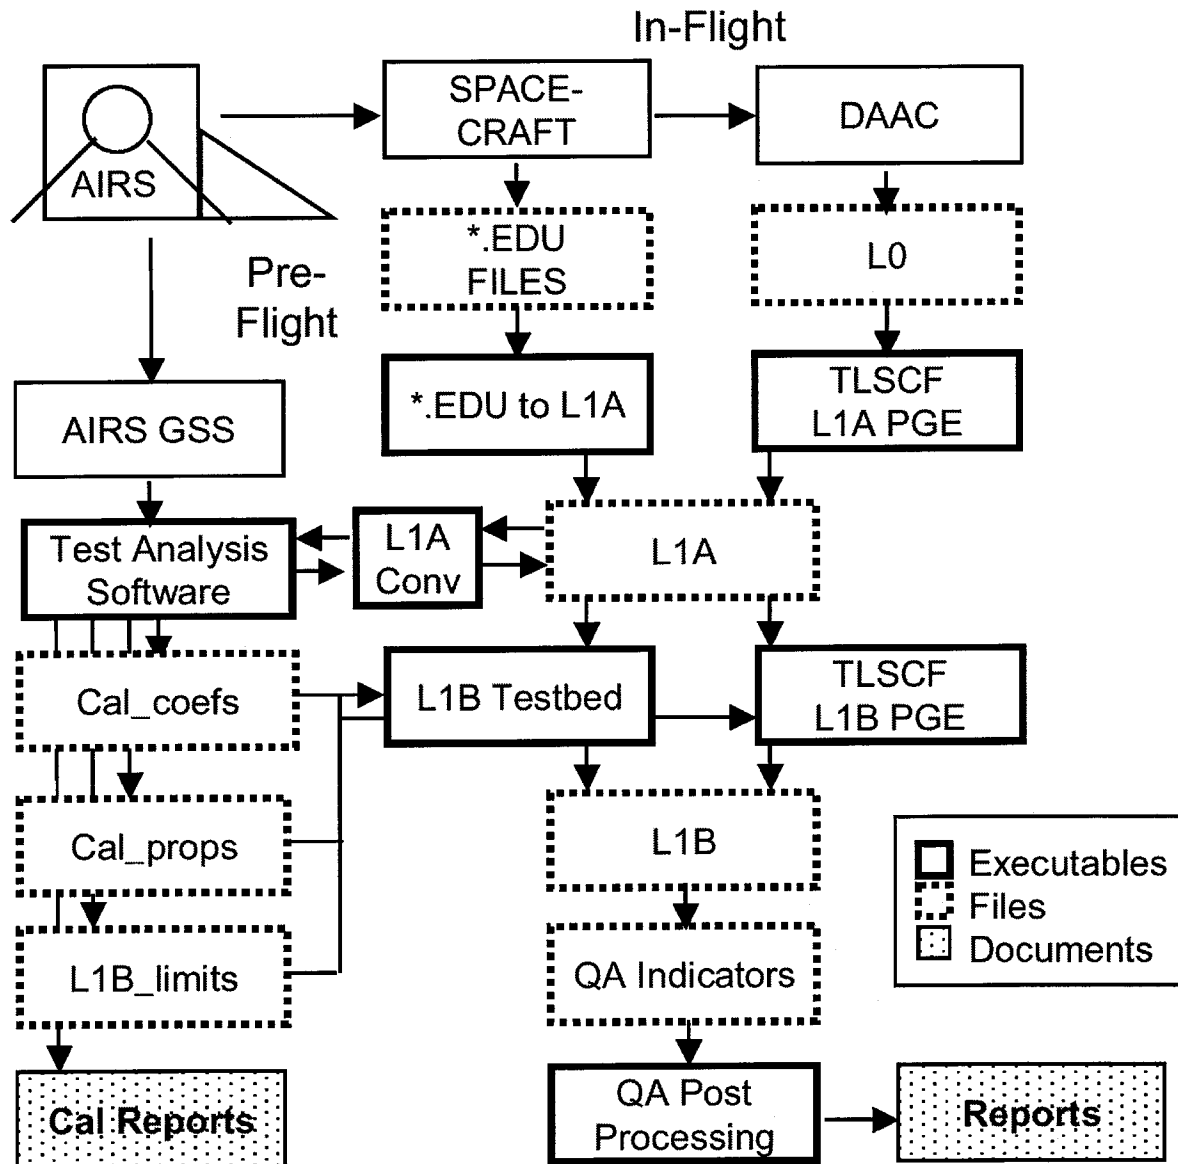 In-Flight
SPACE-
CRAFT
DAAC
AIRS
*.EDU
FILES
L0
Pre-
Flight
AIRS GSS
*.EDU to L1A
TLSCF
L1A PGE
Test Analysis
Software
L1A
Conv
L1A
Cal_coefs
L1B Testbed
TLSCF
L1B PGE
Cal_props
L1B
Executables
Files
Documents
L1B_limits
QA Indicators
Cal Reports
QA Post
Processing
Reports